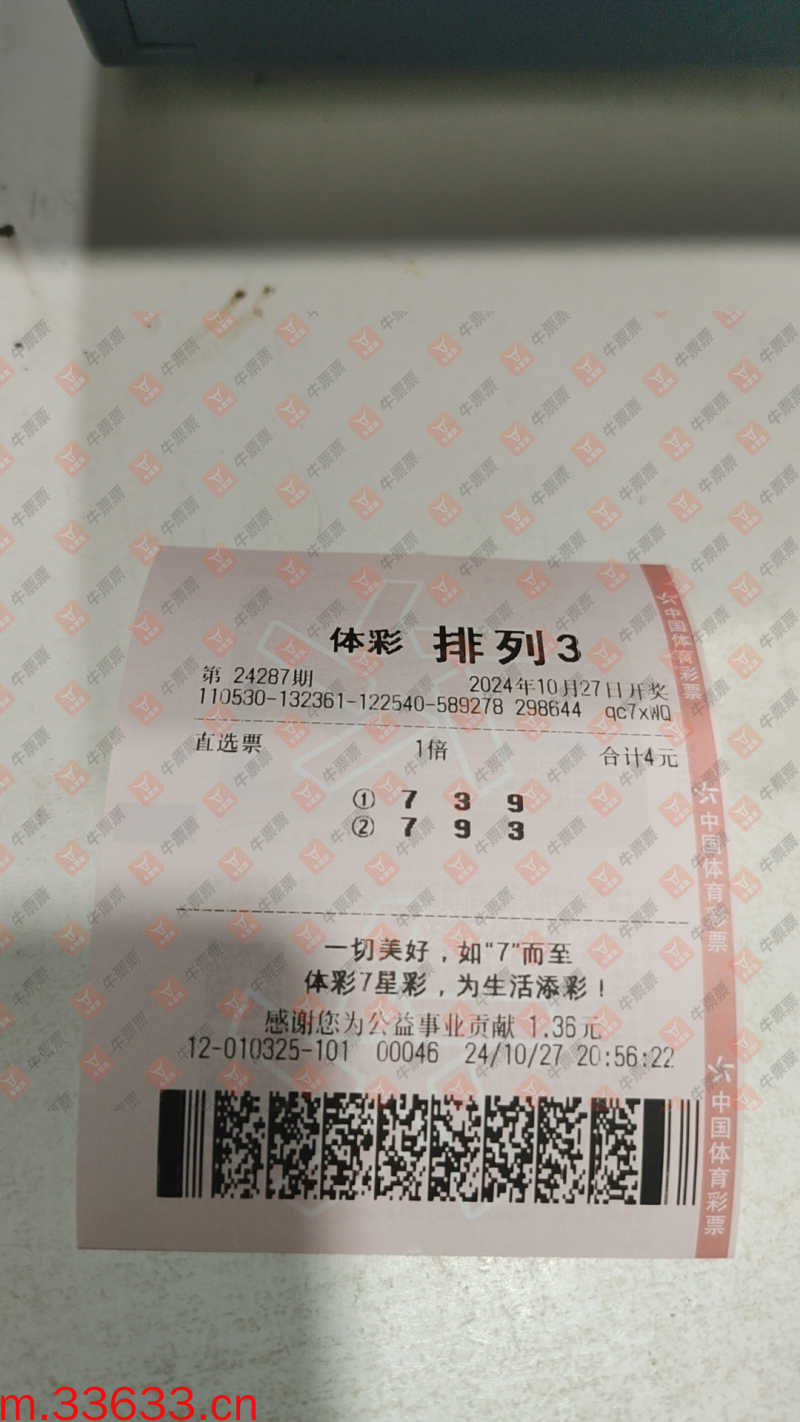 体彩 排列3
第 24287期 2024年10月27日开奖
110530-132361-122540-589278 298644 qc7xWQ
直选票 1倍 合计4元
① 7 3 9
② 7 9 3
一切美好，如"7"而至
体彩7星彩，为生活添彩！
感谢您为公益事业贡献 1.36元
12-010325-101 00046 24/10/27 20:56:22
中国体育彩票
中国体育彩票
中国体育彩票
牛票票
m.33633.cn